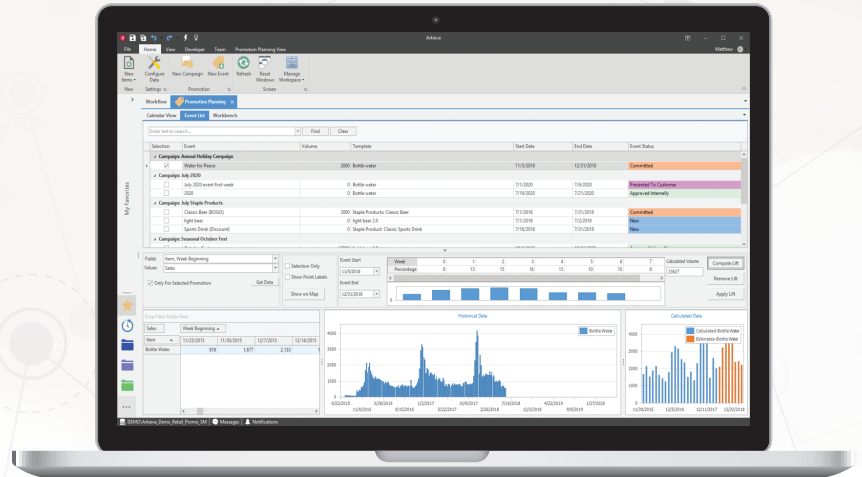 Arkieva
File Home View Developer Team Promotion Planning View Matthew
New Items Configure Data New Campaign New Event Refresh Reset Windows Manage Workspace
New Settings Promotion Screen
Workflow Promotion Planning
Calendar View Event List Workbench
Enter text to search... Find Clear
Selection Event Volume Template Start Date End Date Event Status
Campaign: Annual Holiday Campaign
Water for Pasco 2000 Bottle water 11/5/2018 12/31/2018 Committed
Campaign: July 2020
July 2020 event find week 0 Bottle water 7/1/2020 7/6/2020 Presented To Customer
2020 0 Bottle water 7/19/2020 7/21/2020 Approved Internally
Campaign: July Staple Products
Classic Beer (BOGO) 3000 Staple Products: Classic Beer 7/1/2018 7/31/2018 Committed
light beer 0 light beer 2.0 7/1/2018 7/2/2018 New
Sports Drink (Discount) 0 Staple Product: Classic Sports Drink 7/16/2018 7/31/2018 New
Campaign: Seasonal October Fest
My Favorites
Fields Item, Week Beginning
Values Sales
Only For Selected Promotion Get Data
Selection Only
Show Point Labels
Show on Map
Event Start
11/5/2018
Event End
12/31/2018
Week 0 1 2 3 4 5 6 7
Percentage 8 13 15 16 15 10 10 9
0
Calculated Volume
23627
Compute Lift
Remove Lift
Apply Lift
Drop Filter Fields Here
Sales Week Beginning
Item 11/23/2015 11/30/2015 12/7/2015 12/14/2015
Bottle Water 910 1,677 2,133
Historical Data
Bottle Water
4000
3000
2000
1000
0
4/22/2015 3/28/2016 1/2/2017 10/9/2017 7/16/2018 4/22/2019 1/27/2020
11/9/2015 8/15/2016 5/22/2017 2/26/2018 12/3/2018 9/9/2019
Calculated Data
Calculated-Bottle Water
Estimates-Bottle Water
4000
3000
2000
1000
0
11/30/2015 12/5/2016 12/11/2017 12/23/2018
DEMO\Arkieva_Demo_Retail_Promo_SM Messages Notifications